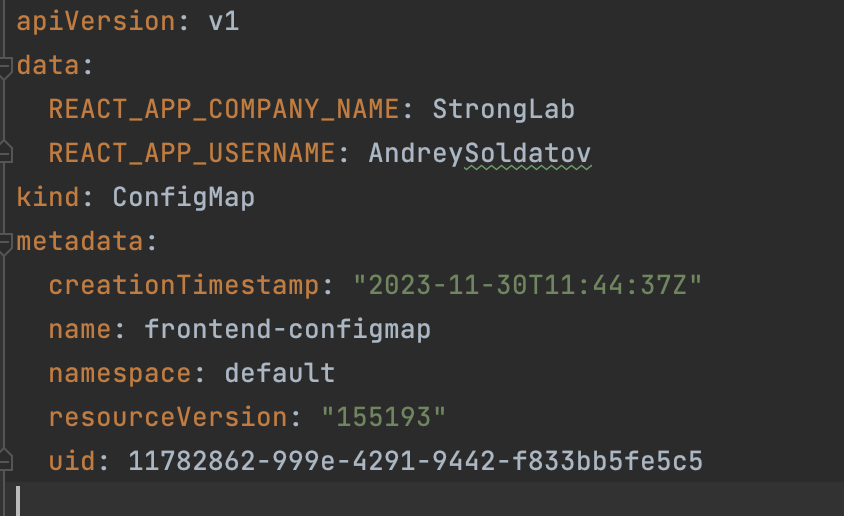 apiVersion: v1
data:
  REACT_APP_COMPANY_NAME: StrongLab
  REACT_APP_USERNAME: AndreySoldatov
kind: ConfigMap
metadata:
  creationTimestamp: "2023-11-30T11:44:37Z"
  name: frontend-configmap
  namespace: default
  resourceVersion: "155193"
  uid: 11782862-999e-4291-9442-f833bb5fe5c5